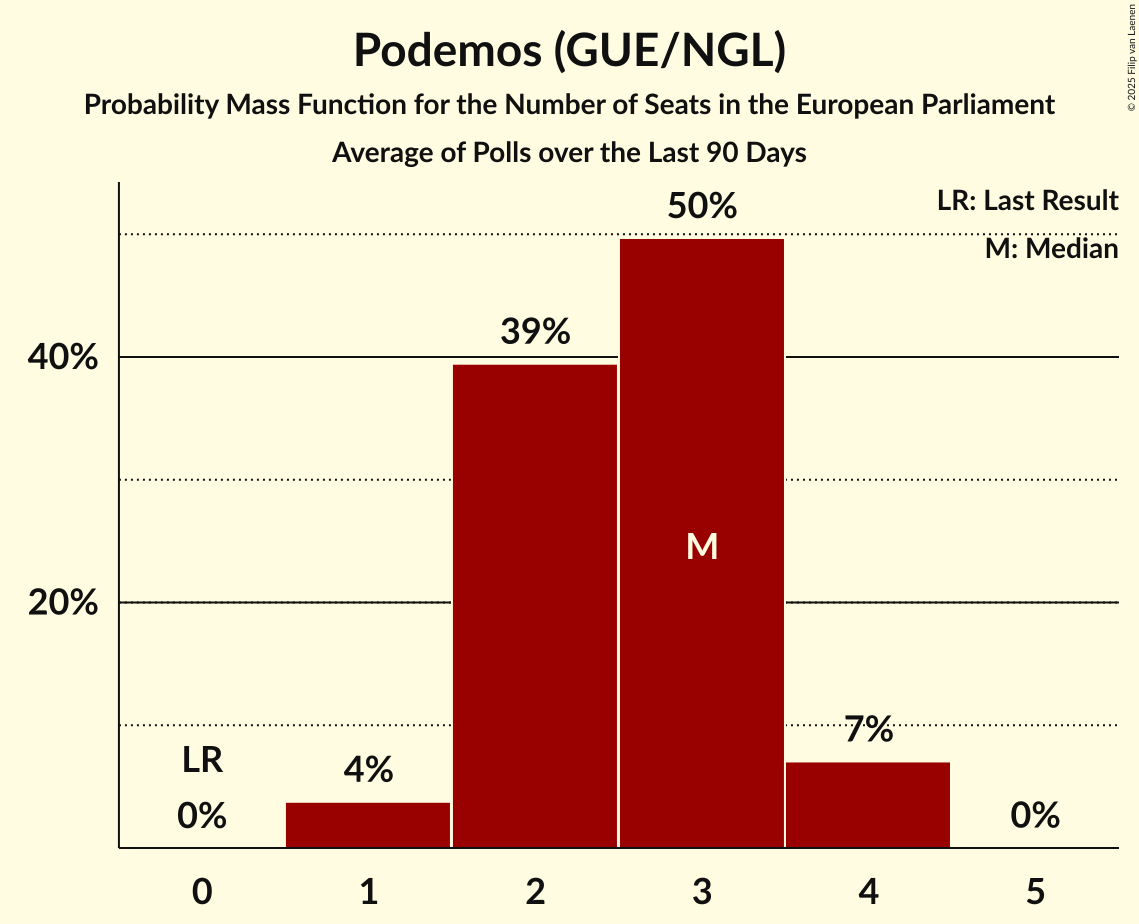 Podemos (GUE/NGL)
Probability Mass Function for the Number of Seats in the European Parliament
Average of Polls over the Last 90 Days
© 2025 Filip van Laenen
LR: Last Result
M: Median
50%
39%
40%
M
20%
7%
LR
4%
0%
0%
0 1 2 3 4 5